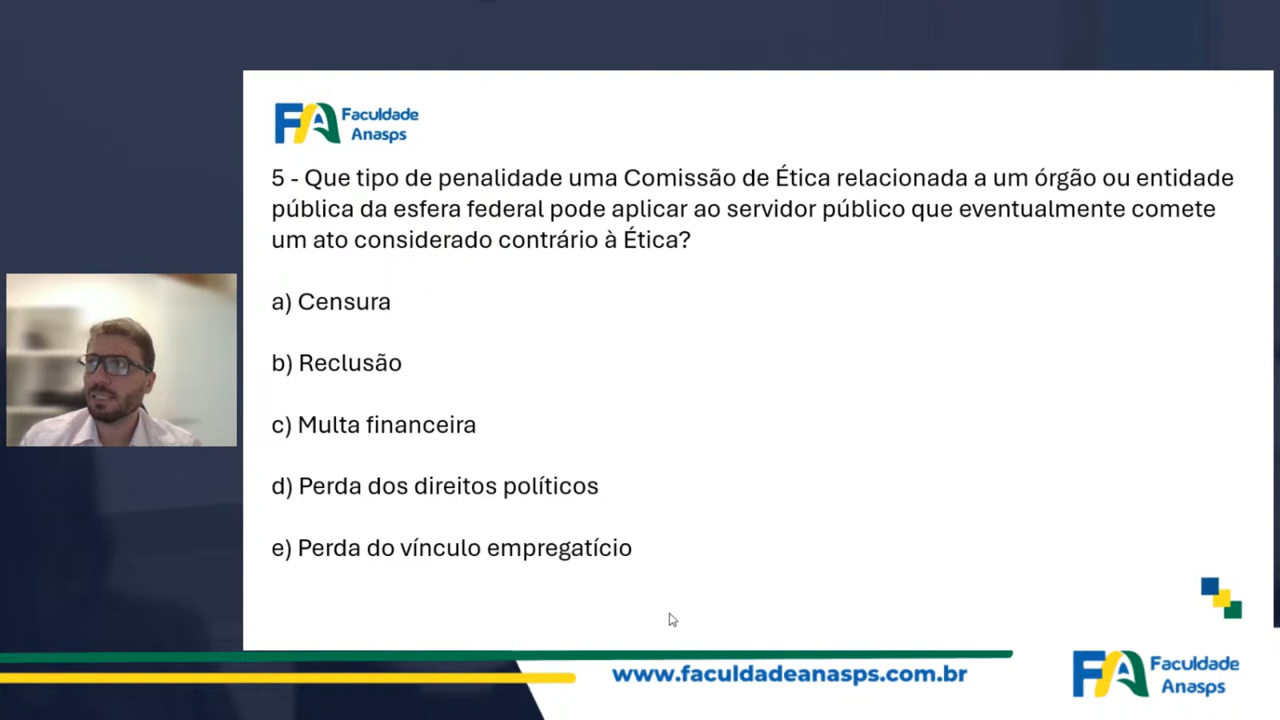 Faculdade
Anasps
5 - Que tipo de penalidade uma Comissão de Ética relacionada a um órgão ou entidade
pública da esfera federal pode aplicar ao servidor público que eventualmente comete
um ato considerado contrário à Ética?
a) Censura
b) Reclusão
c) Multa financeira
d) Perda dos direitos políticos
e) Perda do vínculo empregatício
www.faculdadeanasps.com.br
FA Faculdade
Anasps